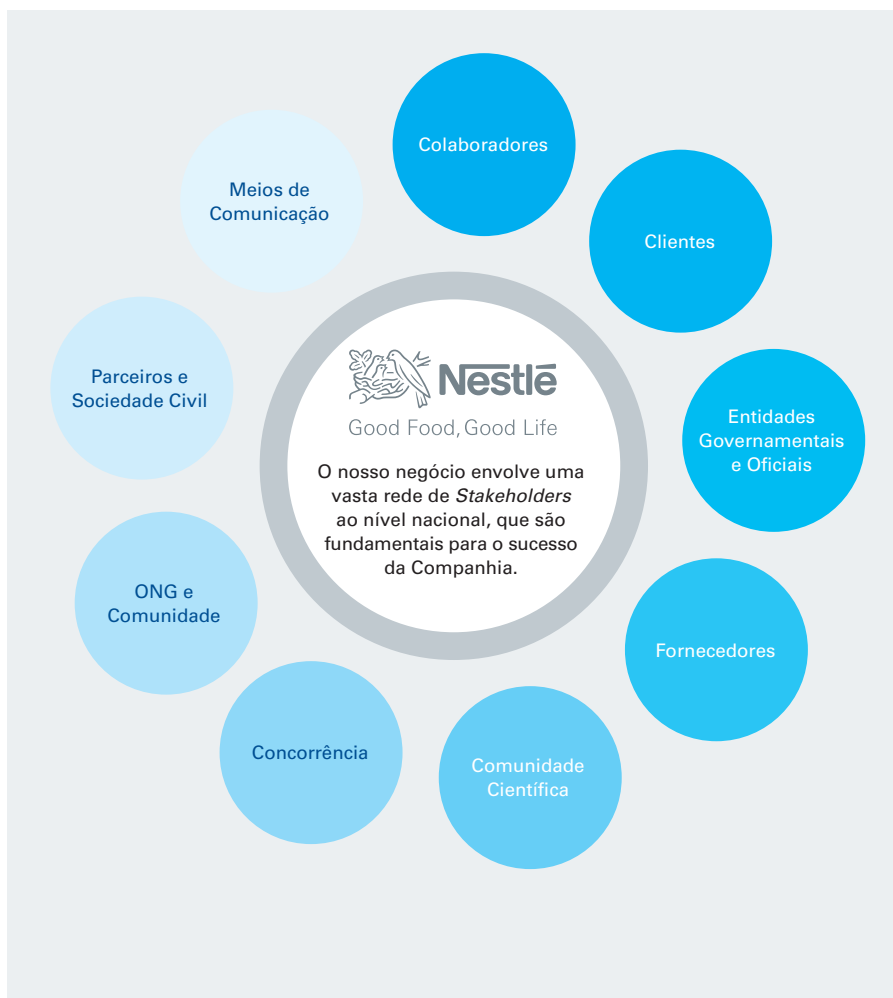 Colaboradores
Clientes
Entidades
Governamentais
e Oficiais
Fornecedores
Comunidade
Científica
Concorrência
ONG e
Comunidade
Parceiros e
Sociedade Civil
Meios de
Comunicação
Nestlé
Good Food, Good Life
O nosso negócio envolve uma
vasta rede de Stakeholders
ao nível nacional, que são
fundamentais para o sucesso
da Companhia.